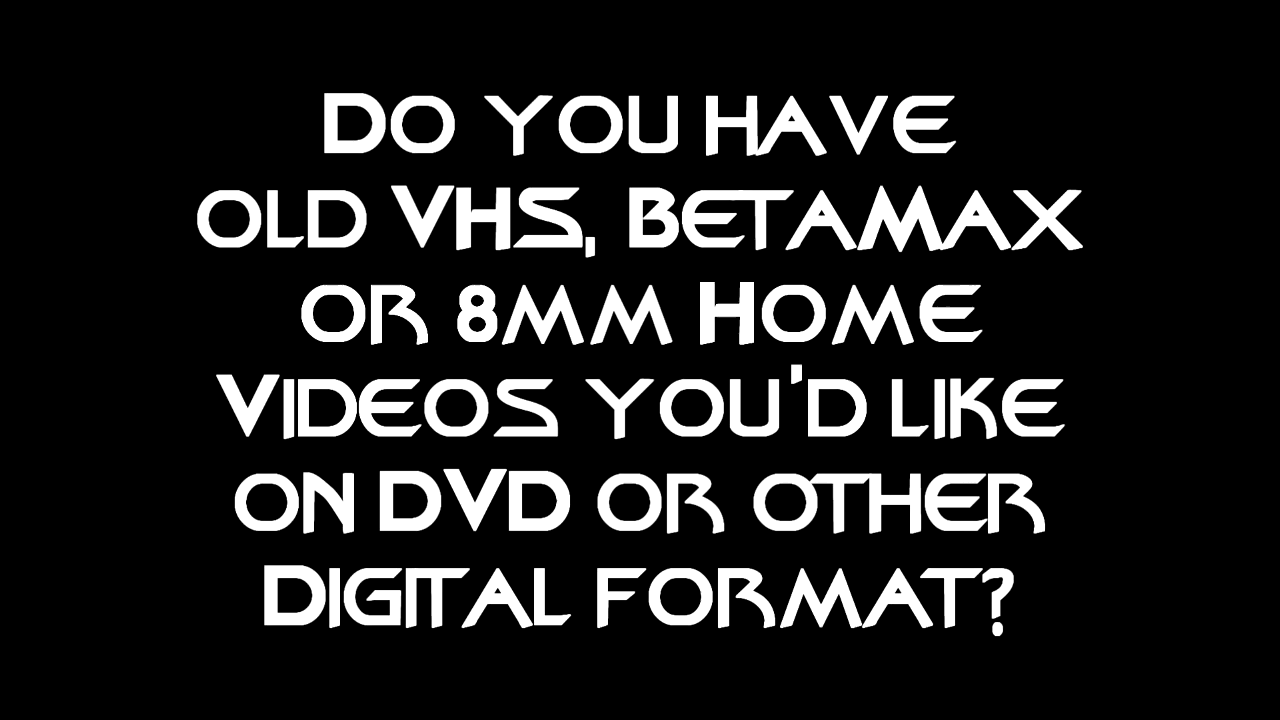 Do you have
old VHS, Betamax
or 8mm Home
Videos you'd like
on DVD or other
Digital format?